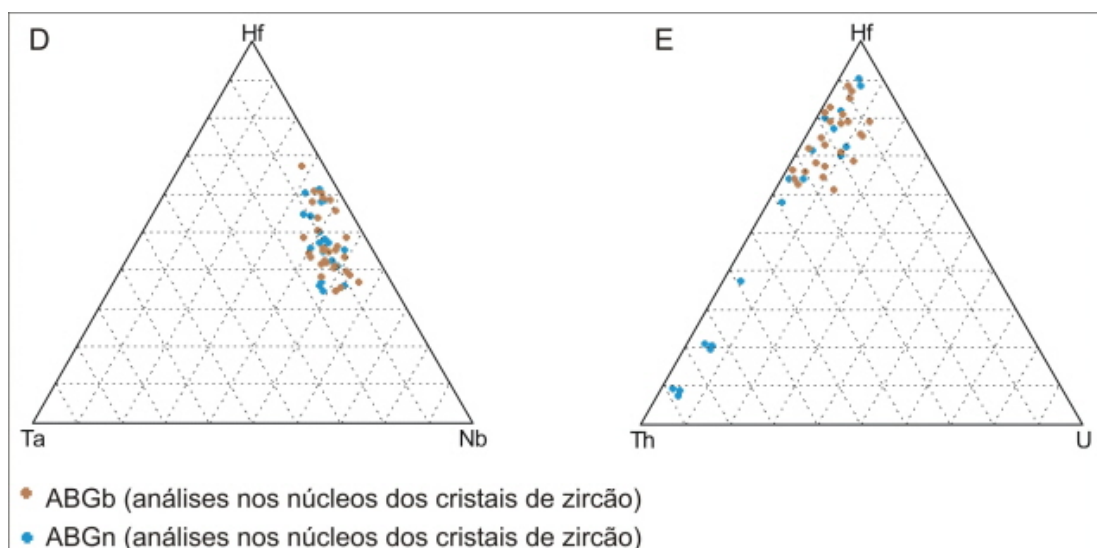 D
Hf
Ta
Nb
E
Hf
Th
U
ABGb (análises nos núcleos dos cristais de zircão)
ABGn (análises nos núcleos dos cristais de zircão)